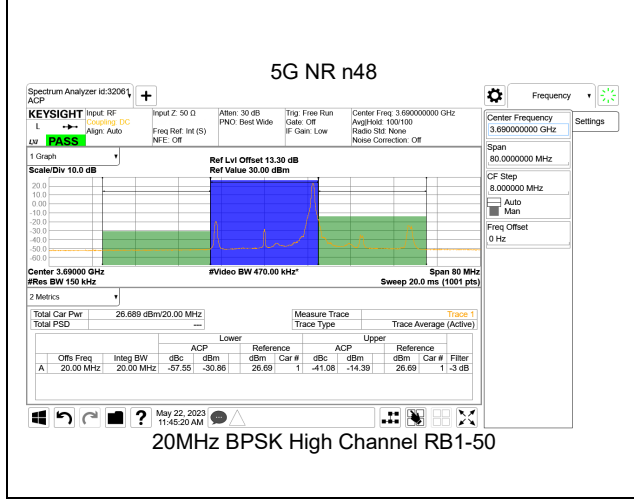 5G NR n48
Spectrum Analyzer id:32061
ACP
Frequency
KEYSIGHT
L
LXI
PASS
Input: RF
Coupling: DC
Align: Auto
Input Z: 50 Ω
Freq Ref: Int (S)
NFE: Off
Atten: 30 dB
PNO: Best Wide
Trig: Free Run
Gate: Off
IF Gain: Low
Center Freq: 3.690000000 GHz
Avg|Hold: 100/100
Radio Std: None
Noise Correction: Off
Center Frequency
3.690000000 GHz
Settings
Span
80.0000000 MHz
CF Step
8.000000 MHz
Auto
Man
Freq Offset
0 Hz
1 Graph
Scale/Div 10.0 dB
Ref Lvl Offset 13.30 dB
Ref Value 30.00 dBm
20.0
10.0
0.00
-10.0
-20.0
-30.0
-40.0
-50.0
-60.0
Center 3.69000 GHz #Video BW 470.00 kHz* Span 80 MHz
#Res BW 150 kHz Sweep 20.0 ms (1001 pts)
2 Metrics
Total Car Pwr 26.689 dBm/20.00 MHz Measure Trace Trace 1
Total PSD --- Trace Type Trace Average (Active)
Lower Upper
ACP Reference ACP Reference
Offs Freq Integ BW dBc dBm dBm Car # dBc dBm dBm Car # Filter
A 20.00 MHz 20.00 MHz -57.55 -30.86 26.69 1 -41.08 -14.39 26.69 1 -3 dB
May 22, 2023
11:45:20 AM
20MHz BPSK High Channel RB1-50